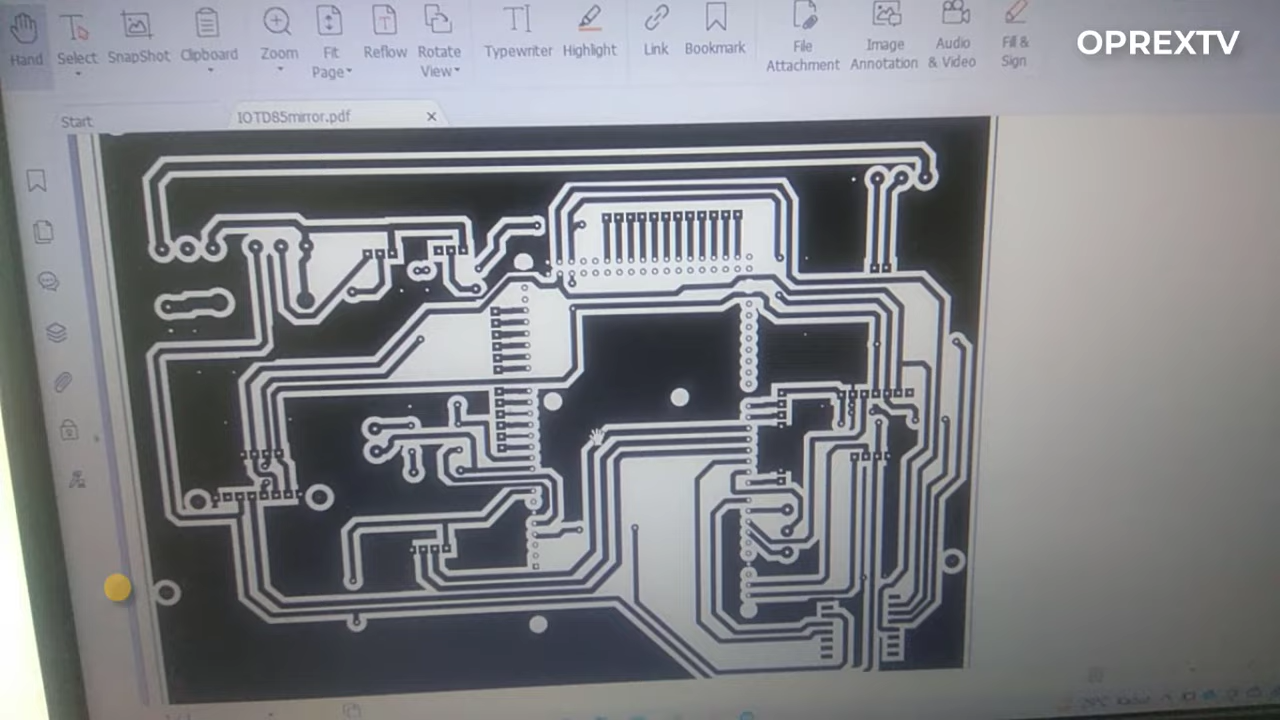 OPREXTV
Hand
Select
SnapShot
Clipboard
Zoom
Fit
Page
Reflow
Rotate
View
Typewriter
Highlight
Link
Bookmark
File
Attachment
Image
Annotation
Audio
& Video
Fill &
Sign
Start
IOTD85mirror.pdf